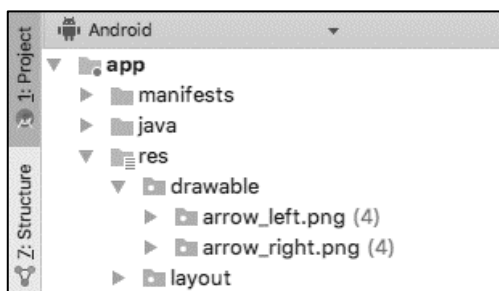 1: Project
Z: Structure
Android
app
manifests
java
res
drawable
arrow_left.png (4)
arrow_right.png (4)
layout